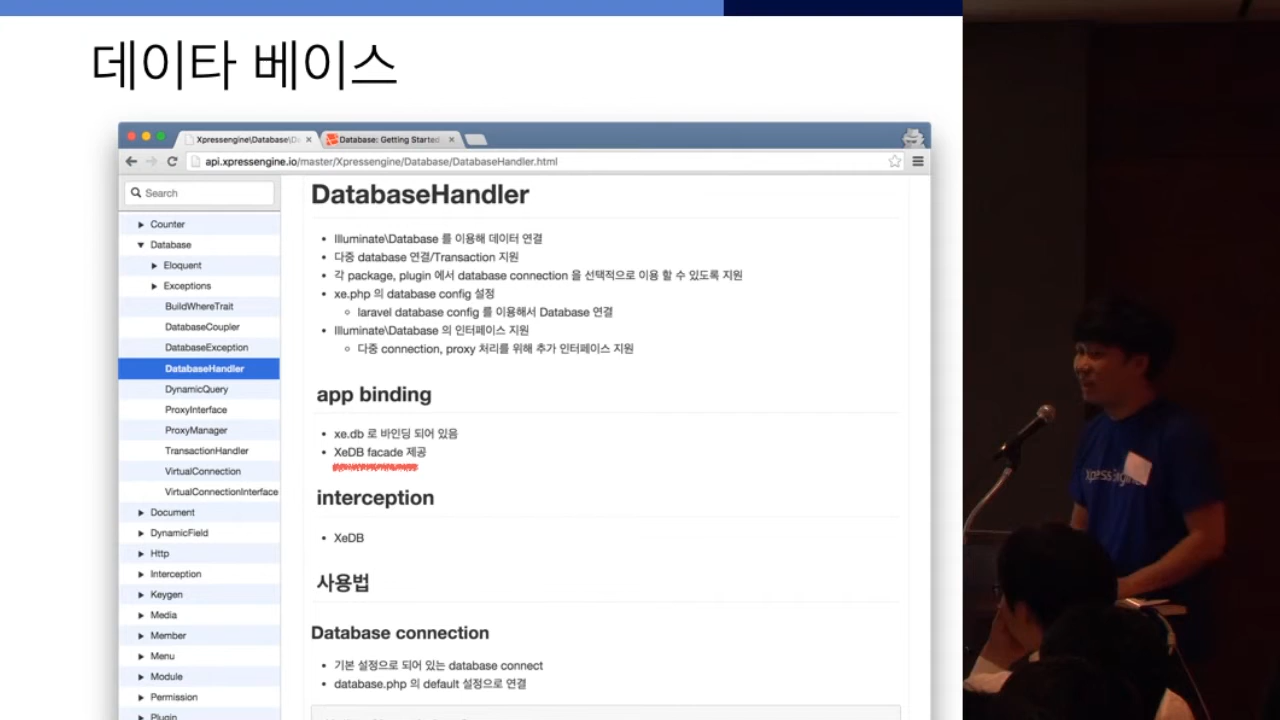 데이타 베이스
Xpressengine\Database\D
Database: Getting Started
api.xpressengine.io/master/Xpressengine/Database/DatabaseHandler.html
Search
Counter
Database
Eloquent
Exceptions
BuildWhereTrait
DatabaseCoupler
DatabaseException
DatabaseHandler
DynamicQuery
ProxyInterface
ProxyManager
TransactionHandler
VirtualConnection
VirtualConnectionInterface
Document
DynamicField
Http
Interception
Keygen
Media
Member
Menu
Module
Permission
Plugin
DatabaseHandler
• Illuminate\Database 를 이용해 데이터 연결
• 다중 database 연결/Transaction 지원
• 각 package, plugin 에서 database connection 을 선택적으로 이용 할 수 있도록 지원
• xe.php 의 database config 설정
◦ laravel database config 를 이용해서 Database 연결
• Illuminate\Database 의 인터페이스 지원
◦ 다중 connection, proxy 처리를 위해 추가 인터페이스 지원
app binding
• xe.db 로 바인딩 되어 있음
• XeDB facade 제공
interception
• XeDB
사용법
Database connection
• 기본 설정으로 되어 있는 database connect
• database.php 의 default 설정으로 연결
XpressEngine